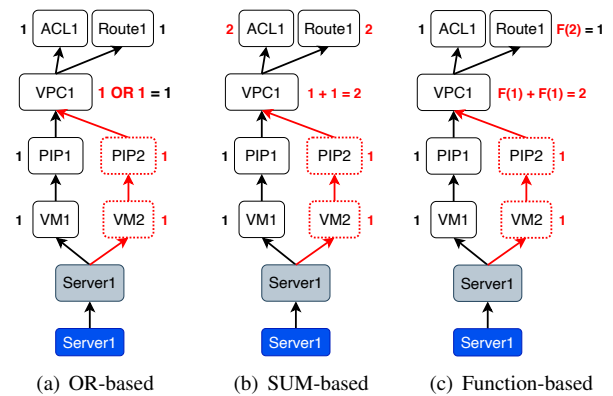 1 ACL1 Route1 1
VPC1 1 OR 1 = 1
1 PIP1 PIP2 1
1 VM1 VM2 1
Server1
Server1
(a) OR-based
2 ACL1 Route1 2
VPC1 1 + 1 = 2
1 PIP1 PIP2 1
1 VM1 VM2 1
Server1
Server1
(b) SUM-based
1 ACL1 Route1 F(2) = 1
VPC1 F(1) + F(1) = 2
1 PIP1 PIP2 1
1 VM1 VM2 1
Server1
Server1
(c) Function-based